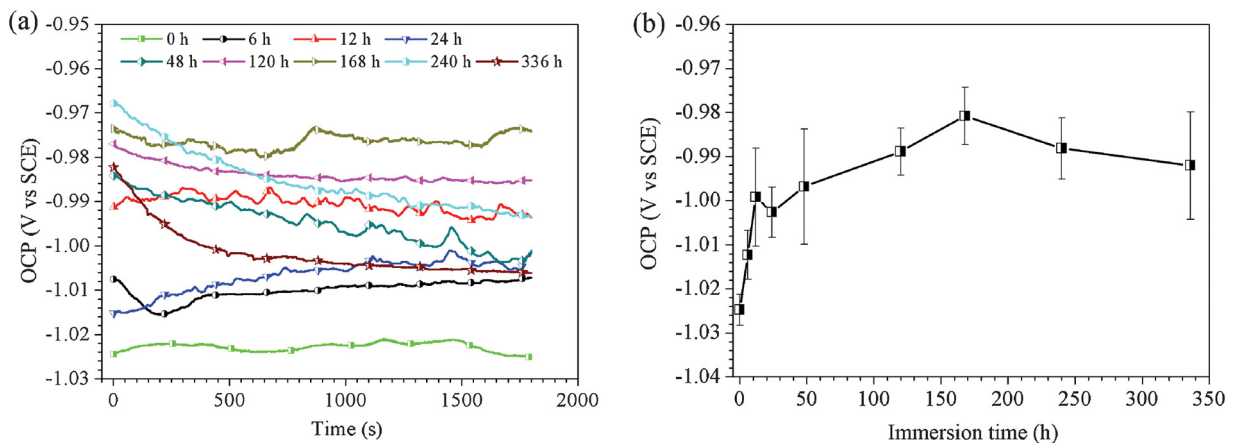 (a)
-0.95
-0.96
-0.97
-0.98
-0.99
-1.00
-1.01
-1.02
-1.03
OCP (V vs SCE)
0 h 6 h 12 h 24 h
48 h 120 h 168 h 240 h 336 h
0 500 1000 1500 2000
Time (s)
(b)
-0.96
-0.97
-0.98
-0.99
-1.00
-1.01
-1.02
-1.03
-1.04
OCP (V vs SCE)
0 50 100 150 200 250 300 350
Immersion time (h)